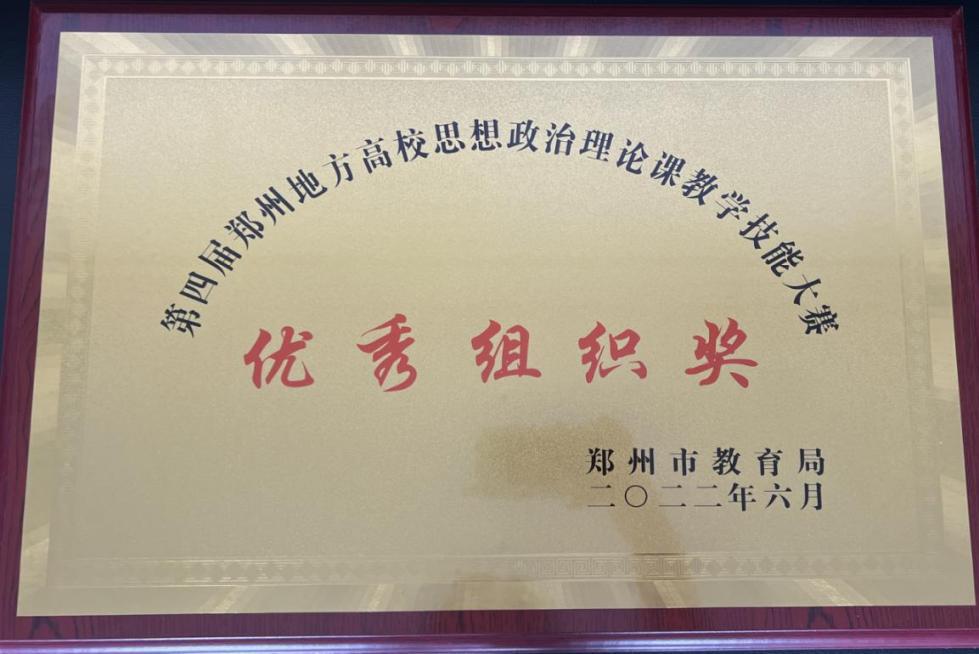 第四届郑州地方高校思想政治理论课教学技能大赛
优秀组织奖
郑州市教育局
二〇二二年六月